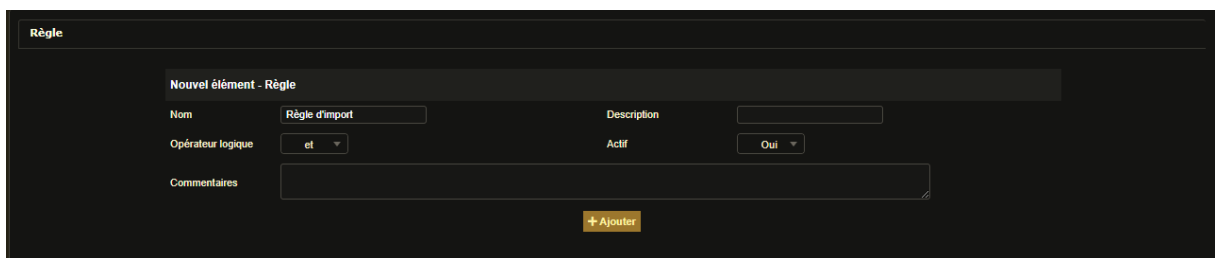 Règle
Nouvel élément - Règle
Nom Règle d'import Description
Opérateur logique et Actif Oui
Commentaires
+ Ajouter